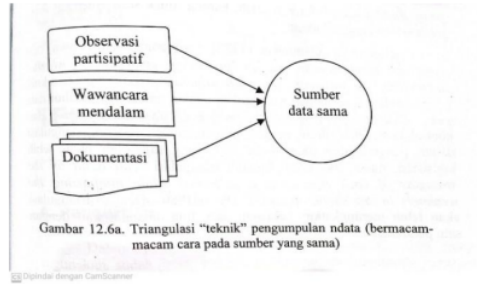 Observasi
partisipatif
Wawancara
mendalam
Dokumentasi
Sumber
data sama
Gambar 12.6a. Triangulasi “teknik” pengumpulan ndata (bermacam-
macam cara pada sumber yang sama)
CS Dipindai dengan CamScanner